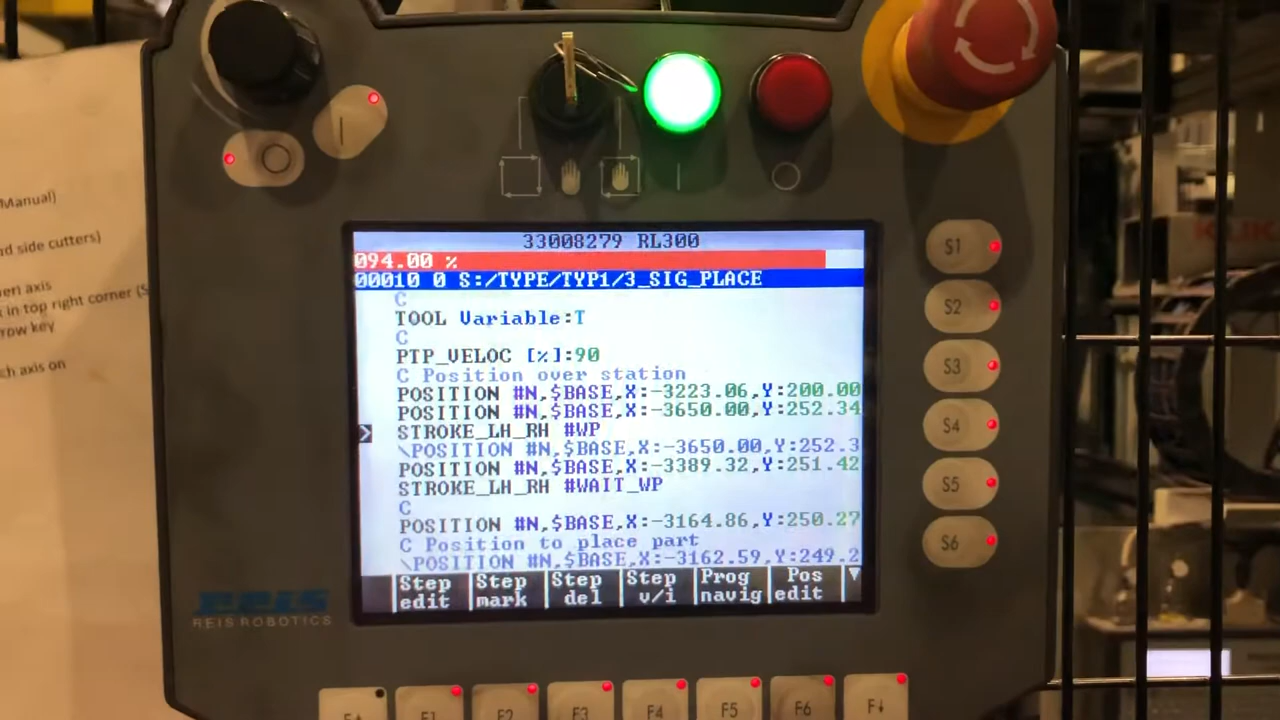 Manual)
rd side cutters)
er) axis
in top right corner (S
row key
ch axis on
33008279 RL300
094.00 %
00010 0 S:/TYPE/TYP1/3_SIG_PLACE
C
TOOL Variable:T
C
PTP_VELOC [%]:90
C Position over station
POSITION #N,$BASE,X:-3223.06,Y:200.00
POSITION #N,$BASE,X:-3650.00,Y:252.34
> STROKE_LH_RH #WP
\POSITION #N,$BASE,X:-3650.00,Y:252.3
POSITION #N,$BASE,X:-3389.32,Y:251.42
STROKE_LH_RH #WAIT_WP
C
POSITION #N,$BASE,X:-3164.86,Y:250.27
C Position to place part
\POSITION #N,$BASE,X:-3162.59,Y:249.2
Step edit Step mark Step del Step v/i Prog navig Pos edit
S1
S2
S3
S4
S5
S6
reis
REIS ROBOTICS
F1 F2 F3 F4 F5 F6 F↓